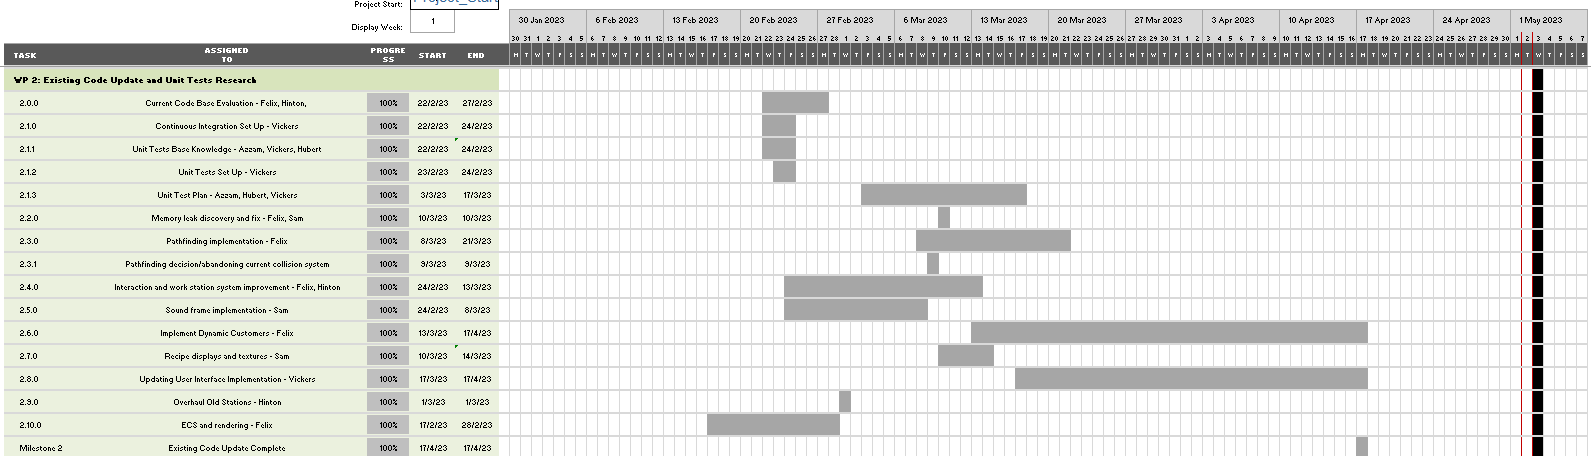 Project Start: Project_Start
Display Week: 1
30 Jan 2023 6 Feb 2023 13 Feb 2023 20 Feb 2023 27 Feb 2023 6 Mar 2023 13 Mar 2023 20 Mar 2023 27 Mar 2023 3 Apr 2023 10 Apr 2023 17 Apr 2023 24 Apr 2023 1 May 2023
30 31 1 2 3 4 5 6 7 8 9 10 11 12 13 14 15 16 17 18 19 20 21 22 23 24 25 26 27 28 1 2 3 4 5 6 7 8 9 10 11 12 13 14 15 16 17 18 19 20 21 22 23 24 25 26 27 28 29 30 31 1 2 3 4 5 6 7 8 9 10 11 12 13 14 15 16 17 18 19 20 21 22 23 24 25 26 27 28 29 30 1 2 3 4 5 6 7
TASK ASSIGNED TO PROGRESS START END M T W T F S S M T W T F S S M T W T F S S M T W T F S S M T W T F S S M T W T F S S M T W T F S S M T W T F S S M T W T F S S M T W T F S S M T W T F S S M T W T F S S M T W T F S S M T W T F S S
WP 2: Existing Code Update and Unit Tests Research
2.0.0 Current Code Base Evaluation - Felix, Hinton, 100% 22/2/23 27/2/23
2.1.0 Continuous Integration Set Up - Vickers 100% 22/2/23 24/2/23
2.1.1 Unit Tests Base Knowledge - Azzam, Vickers, Hubert 100% 22/2/23 24/2/23
2.1.2 Unit Tests Set Up - Vickers 100% 23/2/23 24/2/23
2.1.3 Unit Test Plan - Azzam, Hubert, Vickers 100% 3/3/23 17/3/23
2.2.0 Memory leak discovery and fix - Felix, Sam 100% 10/3/23 10/3/23
2.3.0 Pathfinding implementation - Felix 100% 8/3/23 21/3/23
2.3.1 Pathfinding decision/abandoning current collision system 100% 9/3/23 9/3/23
2.4.0 Interaction and work station system improvement - Felix, Hinton 100% 24/2/23 13/3/23
2.5.0 Sound frame implementation - Sam 100% 24/2/23 8/3/23
2.6.0 Implement Dynamic Customers - Felix 100% 13/3/23 17/4/23
2.7.0 Recipe displays and textures - Sam 100% 10/3/23 14/3/23
2.8.0 Updating User Interface Implementation - Vickers 100% 17/3/23 17/4/23
2.9.0 Overhaul Old Stations - Hinton 100% 1/3/23 1/3/23
2.10.0 ECS and rendering - Felix 100% 17/2/23 28/2/23
Milestone 2 Existing Code Update Complete 100% 17/4/23 17/4/23